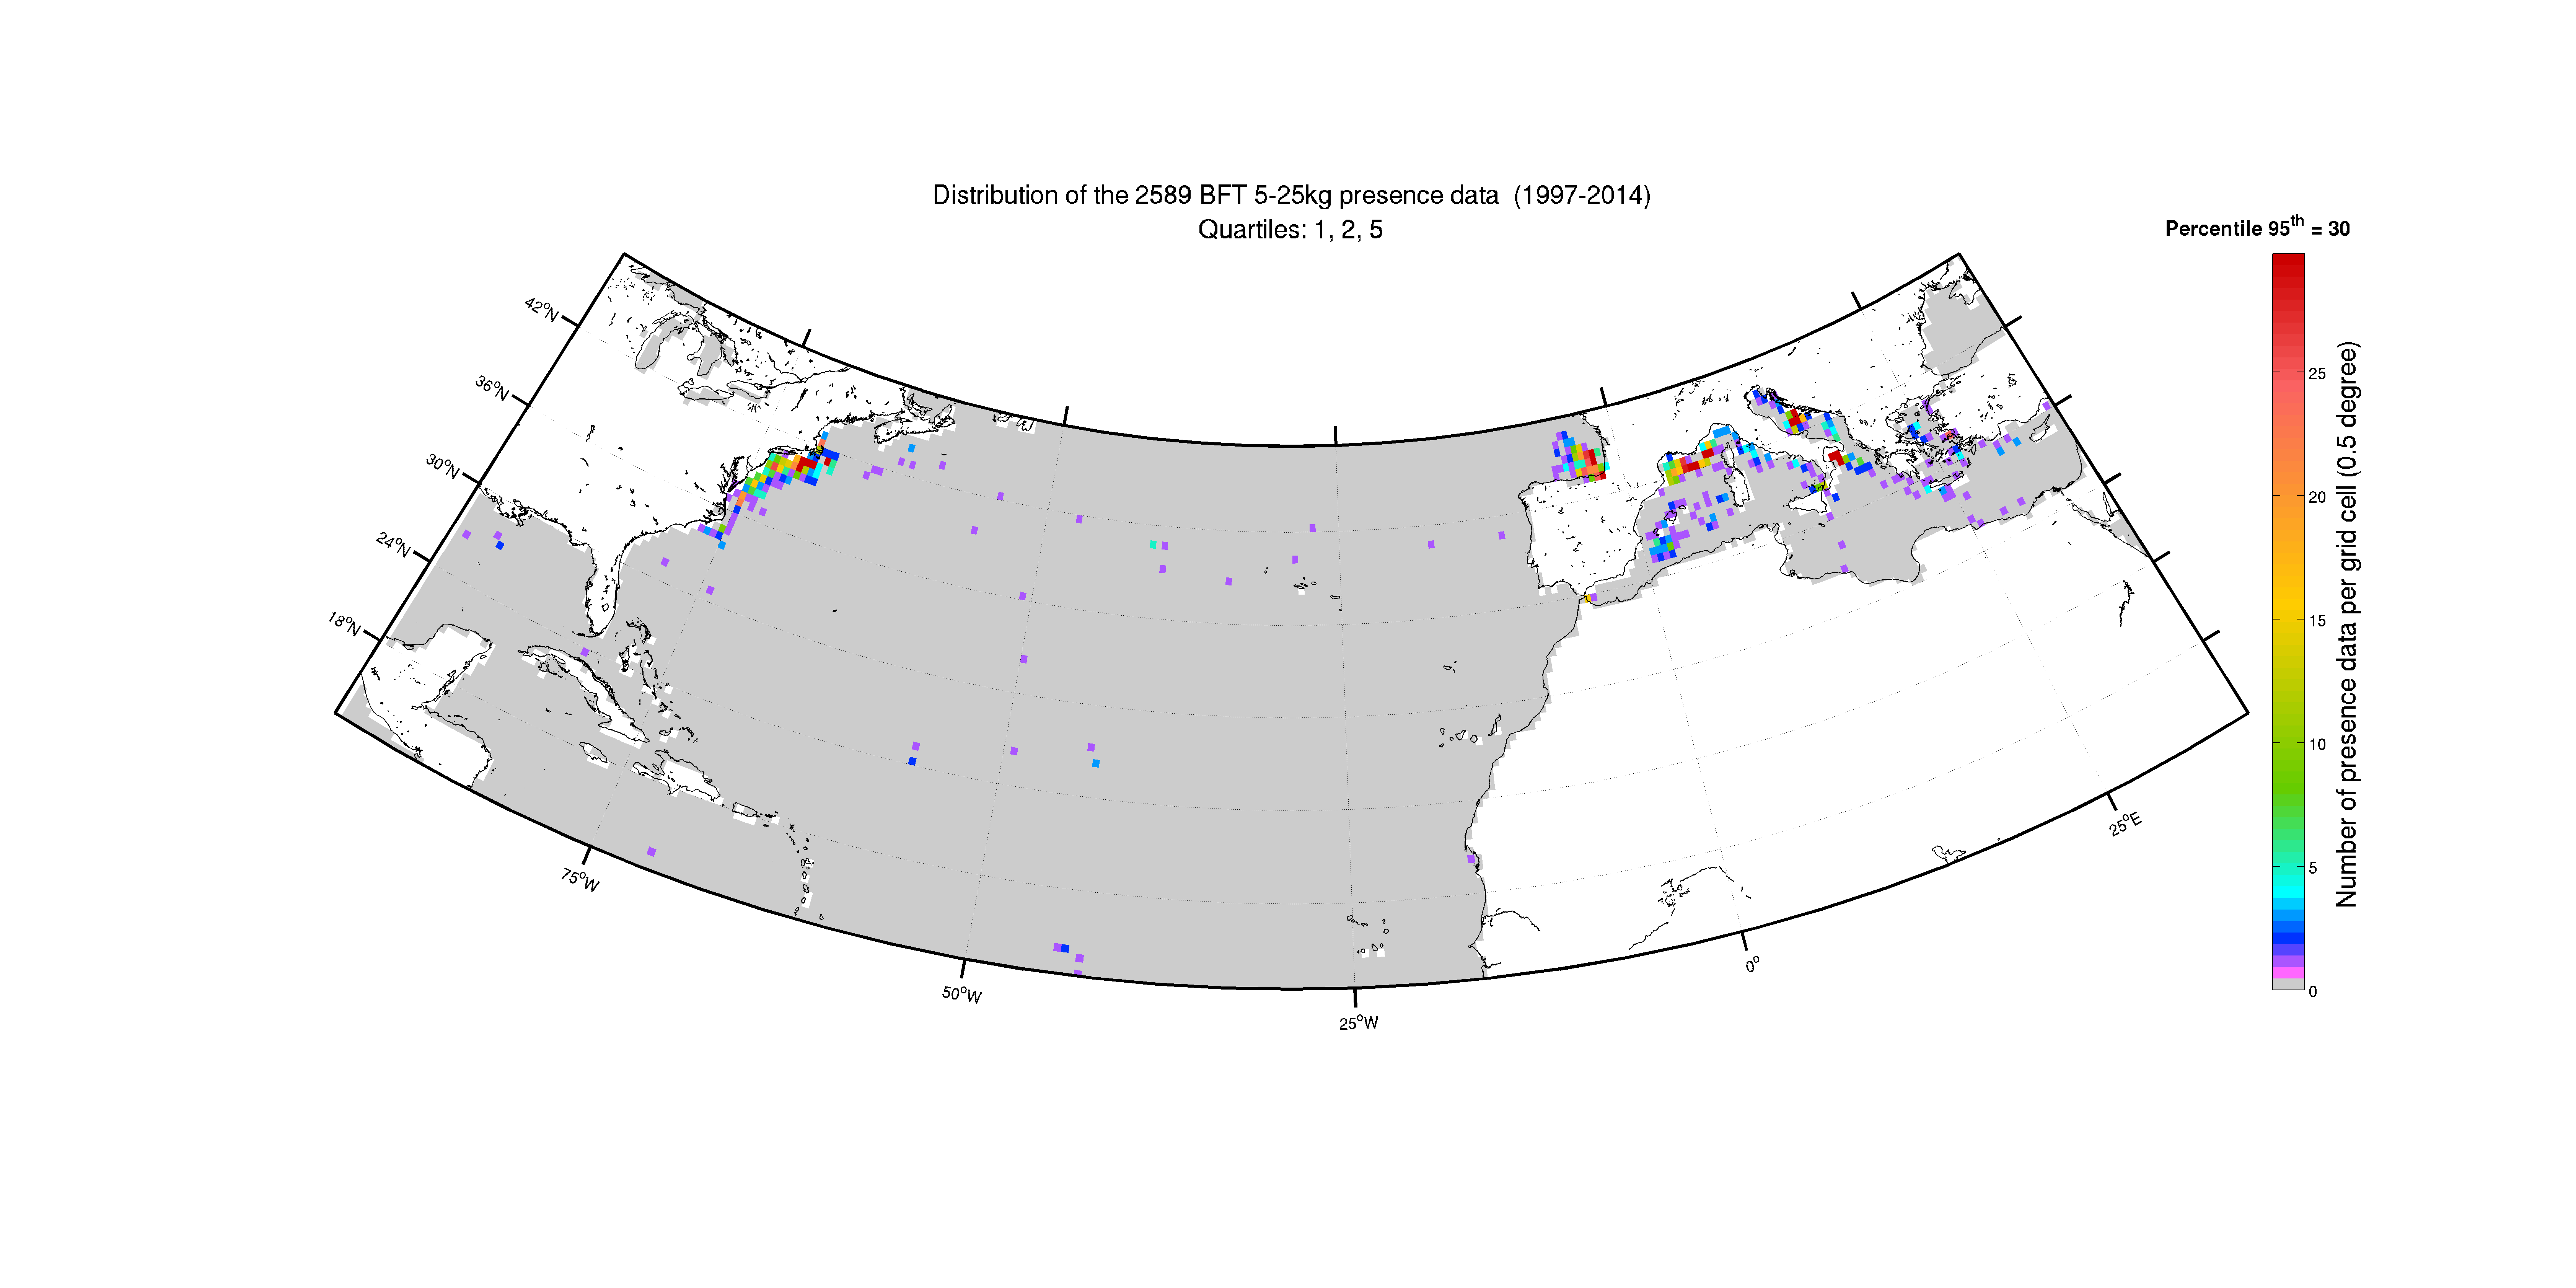 Distribution of the 2589 BFT 5-25kg presence data  (1997-2014)
Quartiles: 1, 2, 5
Percentile 95th = 30
42°N
36°N
30°N
24°N
18°N
75°W
50°W
25°W
0°
25°E
25
20
15
10
5
0
Number of presence data per grid cell (0.5 degree)